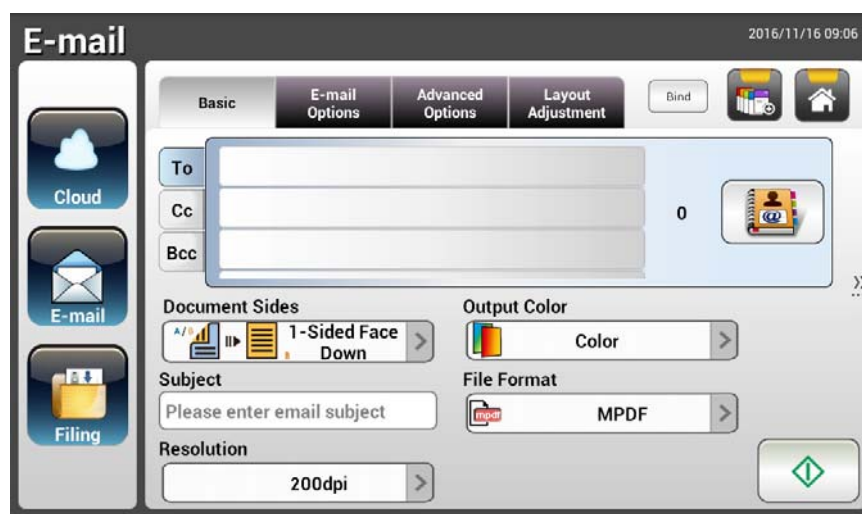 E-mail
2016/11/16 09:06
Basic
E-mail
Options
Advanced
Options
Layout
Adjustment
Bind
Cloud
To
Cc
Bcc
0
@
E-mail
Document Sides
Output Color
A/B
1-Sided Face
Down
Color
Subject
File Format
Please enter email subject
mpdf
MPDF
Filing
Resolution
200dpi